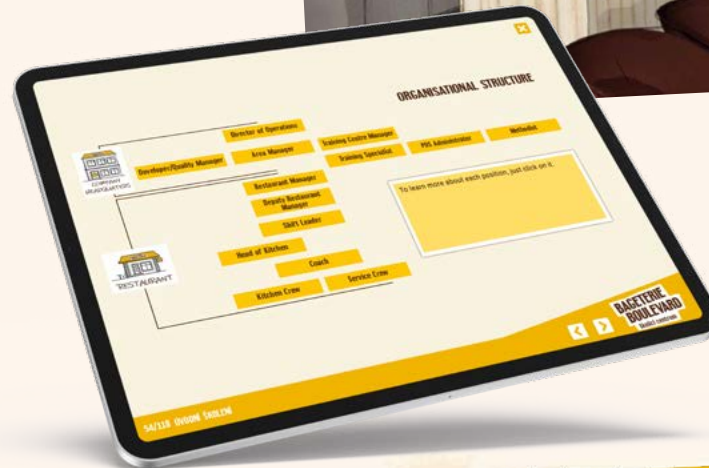 ORGANISATIONAL STRUCTURE
Director of Operations
Developer/Quality Manager
Area Manager
Training Centre Manager
Training Specialist
POS Administrator
Methodist
COMPANY
HEADQUARTERS
Restaurant Manager
Deputy Restaurant
Manager
Shift Leader
Head of Kitchen
Coach
Kitchen Crew
Service Crew
RESTAURANT
To learn more about each position, just click on it.
BAGETERIE
BOULEVARD
školicí centrum
54/118 ÚVODNÍ ŠKOLENÍ